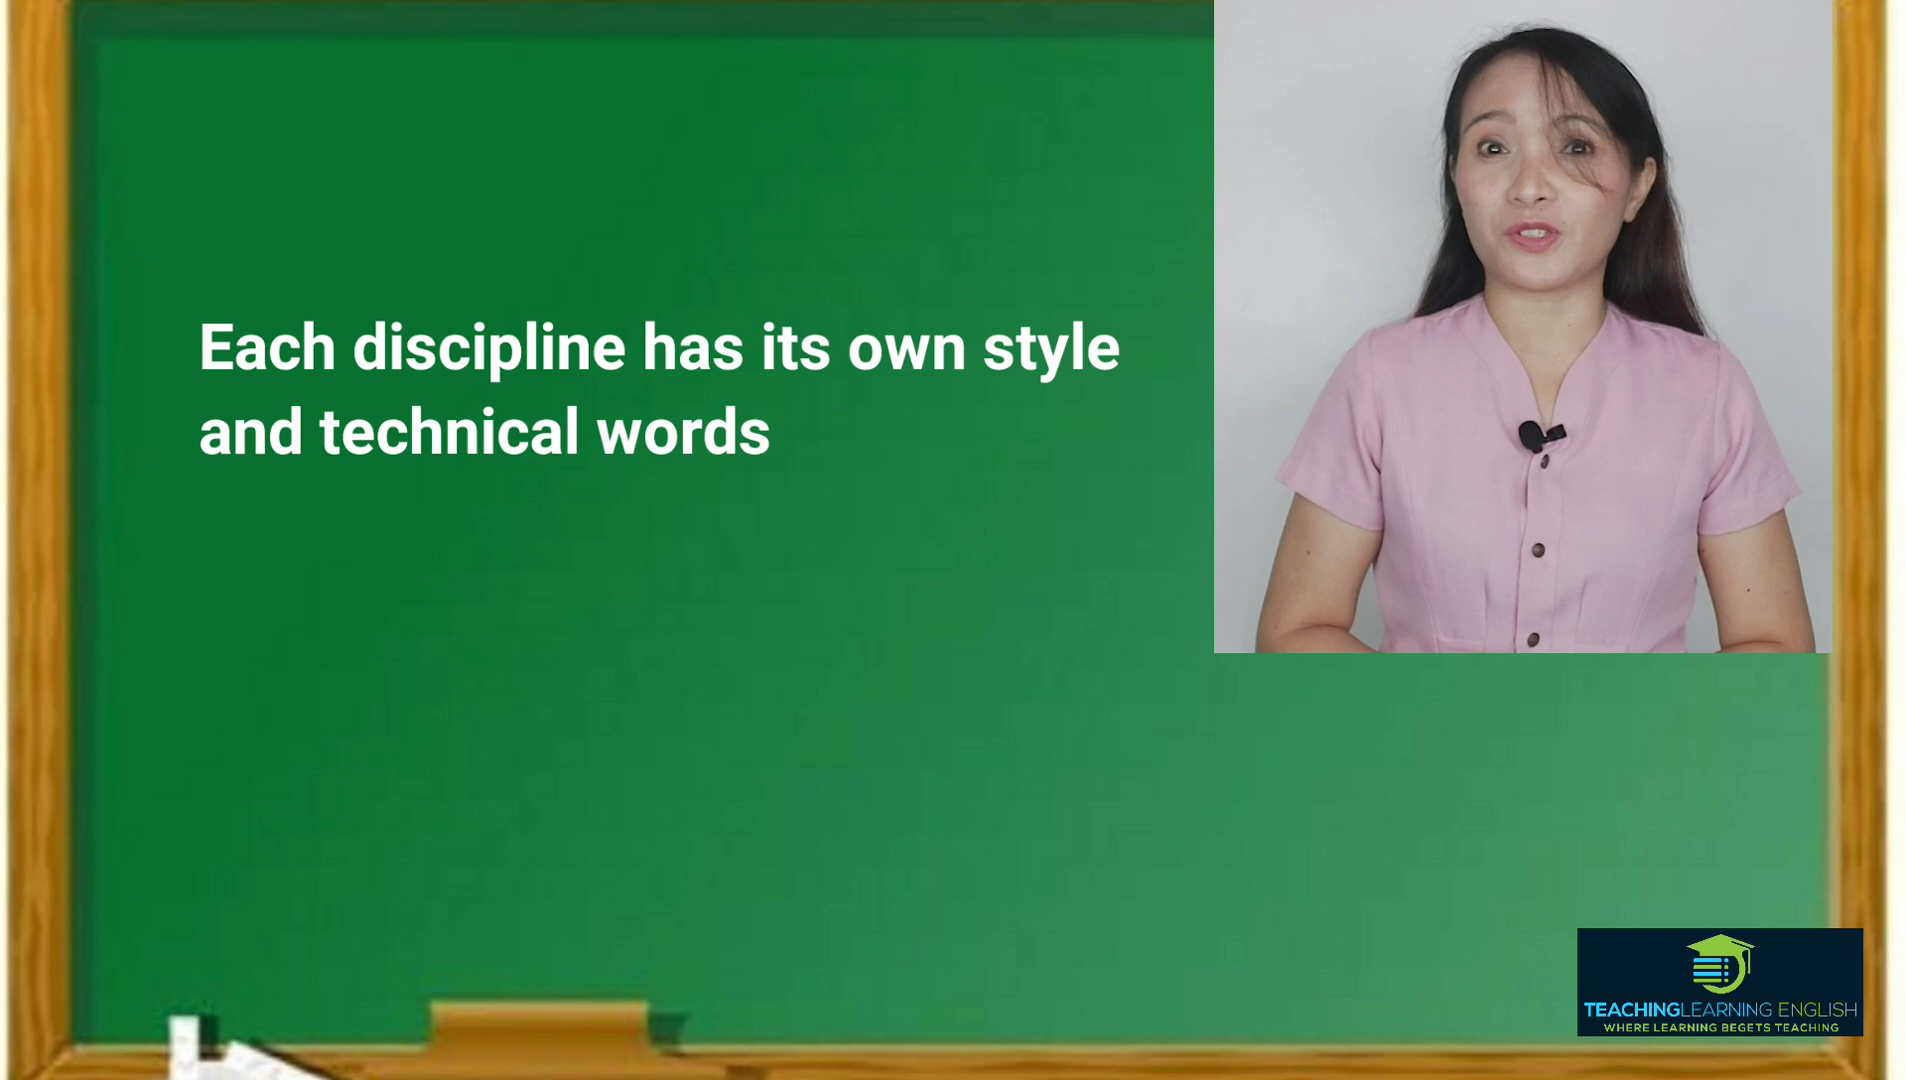 Each discipline has its own style
and technical words
TEACHINGLEARNING ENGLISH
WHERE LEARNING BEGETS TEACHING